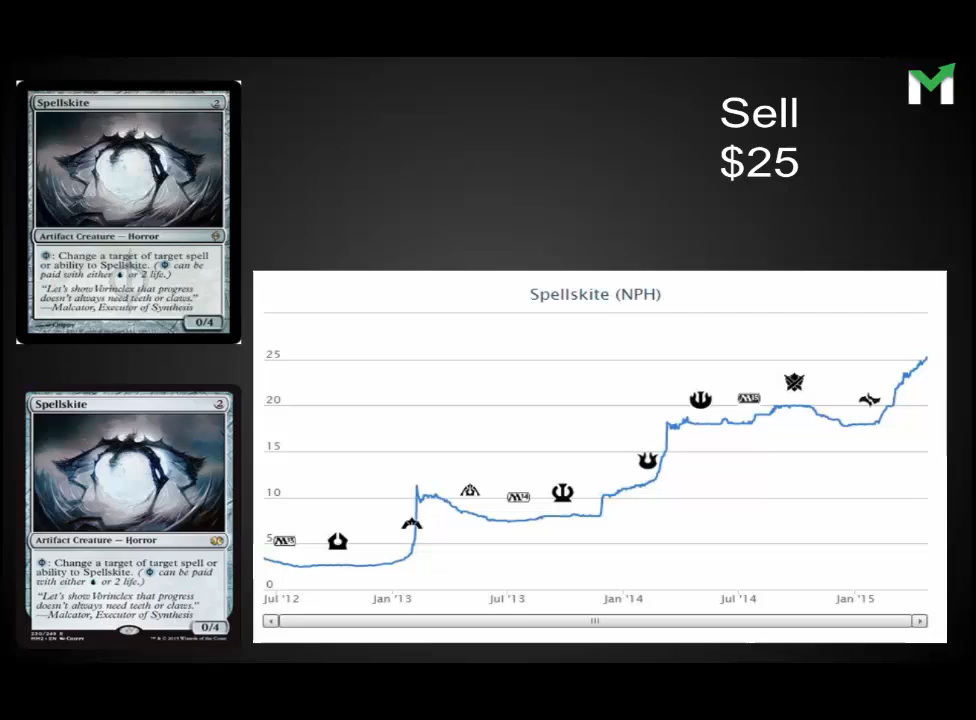 Spellskite 2
Artifact Creature — Horror
: Change a target of target spell
or ability to Spellskite. ( can be
paid with either or 2 life.)
"Let's show Vorinclex that progress
doesn't always need teeth or claws."
—Malcator, Executor of Synthesis
0/4
Sell
$25
Spellskite (NPH)
25
20
15
10
5
0
M13
M14
M15
Jul '12
Jan '13
Jul '13
Jan '14
Jul '14
Jan '15
Spellskite 2
Artifact Creature — Horror
: Change a target of target spell or
ability to Spellskite. ( can be paid
with either or 2 life.)
"Let's show Vorinclex that progress
doesn't always need teeth or claws."
—Malcator, Executor of Synthesis
0/4